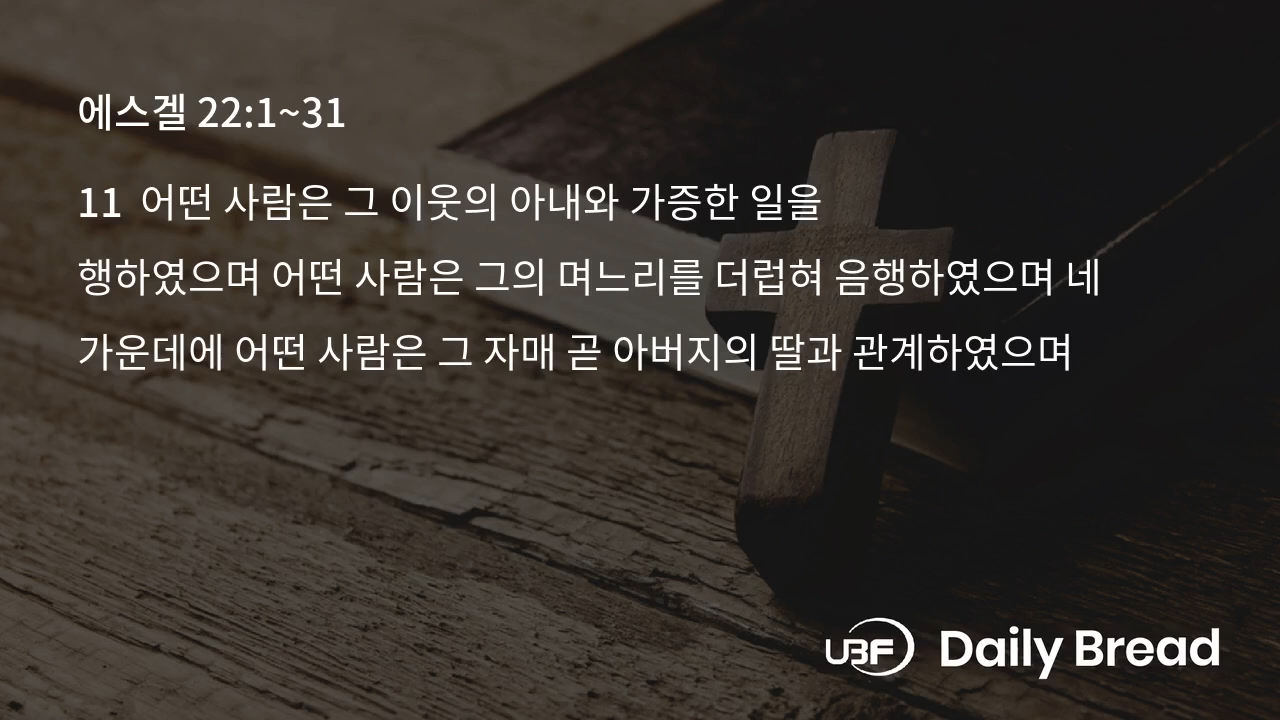 에스겔 22:1~31
11 어떤 사람은 그 이웃의 아내와 가증한 일을
행하였으며 어떤 사람은 그의 며느리를 더럽혀 음행하였으며 네
가운데에 어떤 사람은 그 자매 곧 아버지의 딸과 관계하였으며
UBF Daily Bread